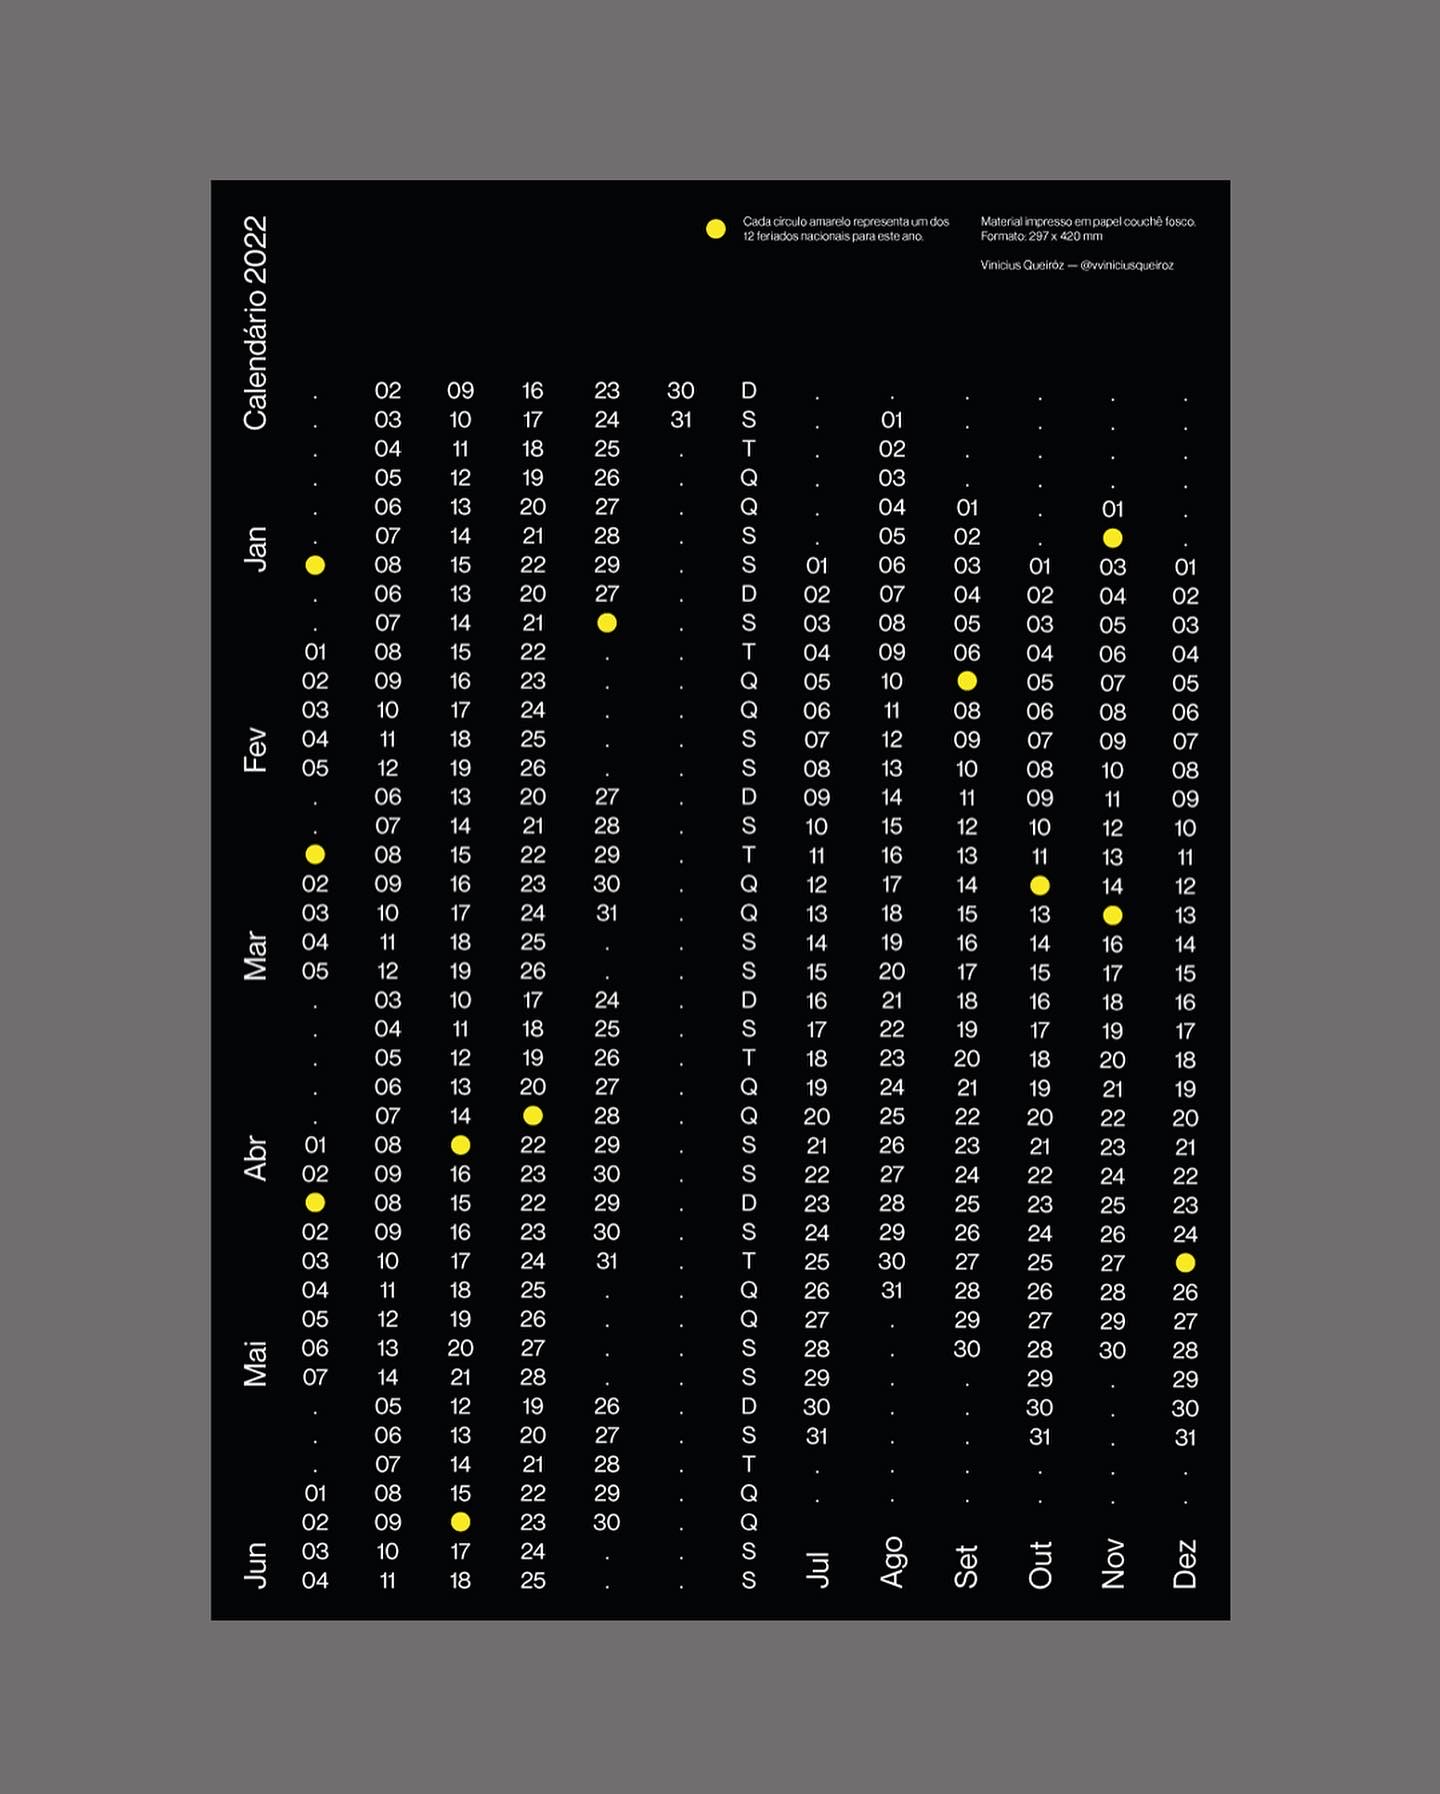 Calendário 2022
Cada círculo amarelo representa um dos
12 feriados nacionais para este ano.
Material impresso em papel couchê fosco.
Formato: 297 x 420 mm
Vinicius Queiróz — @vviniciusqueiroz
. 02 09 16 23 30 D . . . . . .
. 03 10 17 24 31 S . 01 . . . .
. 04 11 18 25 . T . 02 . . . .
. 05 12 19 26 . Q . 03 . . . .
. 06 13 20 27 . Q . 04 01 . 01 .
. 07 14 21 28 . S . 05 02 . .
Jan
08 15 22 29 . S 01 06 03 01 03 01
. 06 13 20 27 . D 02 07 04 02 04 02
. 07 14 21 . S 03 08 05 03 05 03
01 08 15 22 . . T 04 09 06 04 06 04
02 09 16 23 . . Q 05 10 05 07 05
03 10 17 24 . . Q 06 11 08 06 08 06
04 11 18 25 . . S 07 12 09 07 09 07
Fev
05 12 19 26 . . S 08 13 10 08 10 08
. 06 13 20 27 . D 09 14 11 09 11 09
. 07 14 21 28 . S 10 15 12 10 12 10
08 15 22 29 . T 11 16 13 11 13 11
02 09 16 23 30 . Q 12 17 14 14 12
03 10 17 24 31 . Q 13 18 15 13 13
04 11 18 25 . . S 14 19 16 14 16 14
Mar
05 12 19 26 . . S 15 20 17 15 17 15
. 03 10 17 24 . D 16 21 18 16 18 16
. 04 11 18 25 . S 17 22 19 17 19 17
. 05 12 19 26 . T 18 23 20 18 20 18
. 06 13 20 27 . Q 19 24 21 19 21 19
. 07 14 28 . Q 20 25 22 20 22 20
01 08 22 29 . S 21 26 23 21 23 21
Abr
02 09 16 23 30 . S 22 27 24 22 24 22
08 15 22 29 . D 23 28 25 23 25 23
02 09 16 23 30 . S 24 29 26 24 26 24
03 10 17 24 31 . T 25 30 27 25 27
04 11 18 25 . . Q 26 31 28 26 28 26
05 12 19 26 . . Q 27 . 29 27 29 27
06 13 20 27 . . S 28 . 30 28 30 28
Mai
07 14 21 28 . . S 29 . . 29 . 29
. 05 12 19 26 . D 30 . . 30 . 30
. 06 13 20 27 . S 31 . . 31 . 31
. 07 14 21 28 . T . . . . . .
01 08 15 22 29 . Q . . . . . .
02 09 23 30 . Q
03 10 17 24 . . S
Jun
04 11 18 25 . . S
Jul Ago Set Out Nov Dez